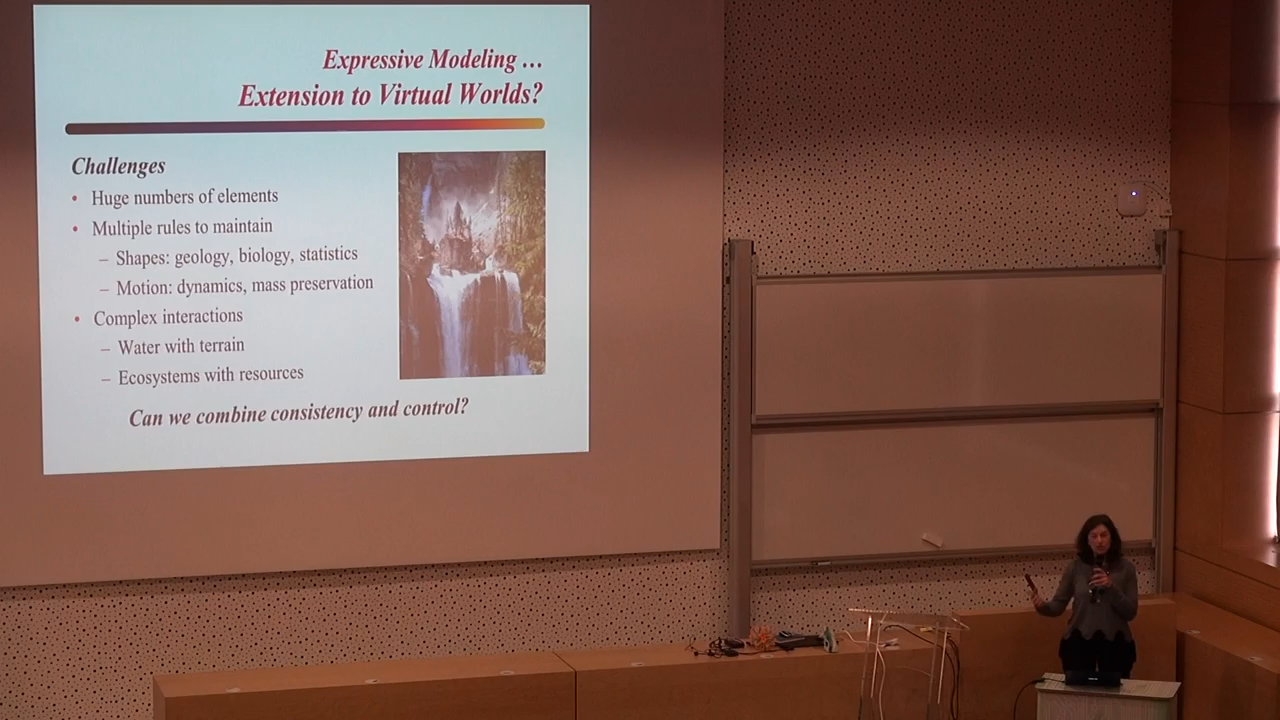 Expressive Modeling …
Extension to Virtual Worlds?
Challenges
• Huge numbers of elements
• Multiple rules to maintain
– Shapes: geology, biology, statistics
– Motion: dynamics, mass preservation
• Complex interactions
– Water with terrain
– Ecosystems with resources
Can we combine consistency and control?